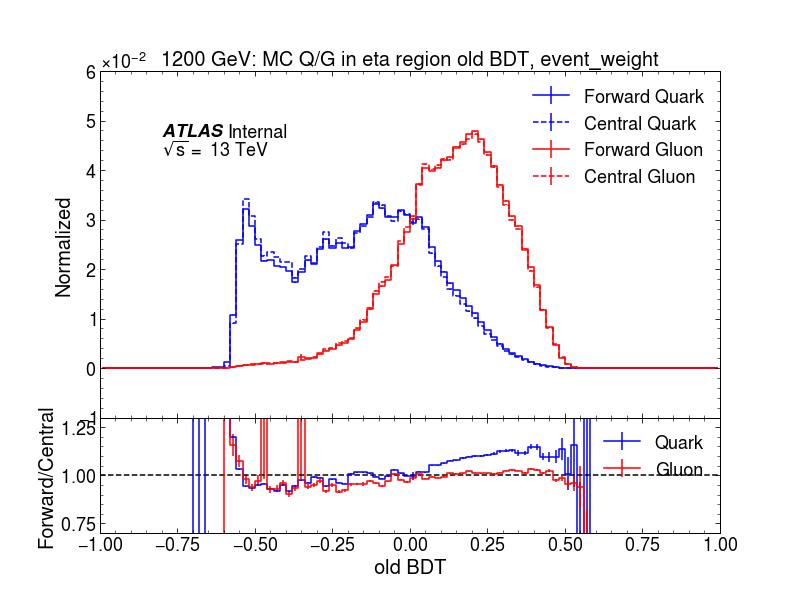 ×10⁻² 1200 GeV: MC Q/G in eta region old BDT, event_weight
6
5
4
3
2
1
0
Normalized
ATLAS Internal
√s = 13 TeV
Forward Quark
Central Quark
Forward Gluon
Central Gluon
1.25
1.00
0.75
Forward/Central
Quark
Gluon
−1.00 −0.75 −0.50 −0.25 0.00 0.25 0.50 0.75 1.00
old BDT